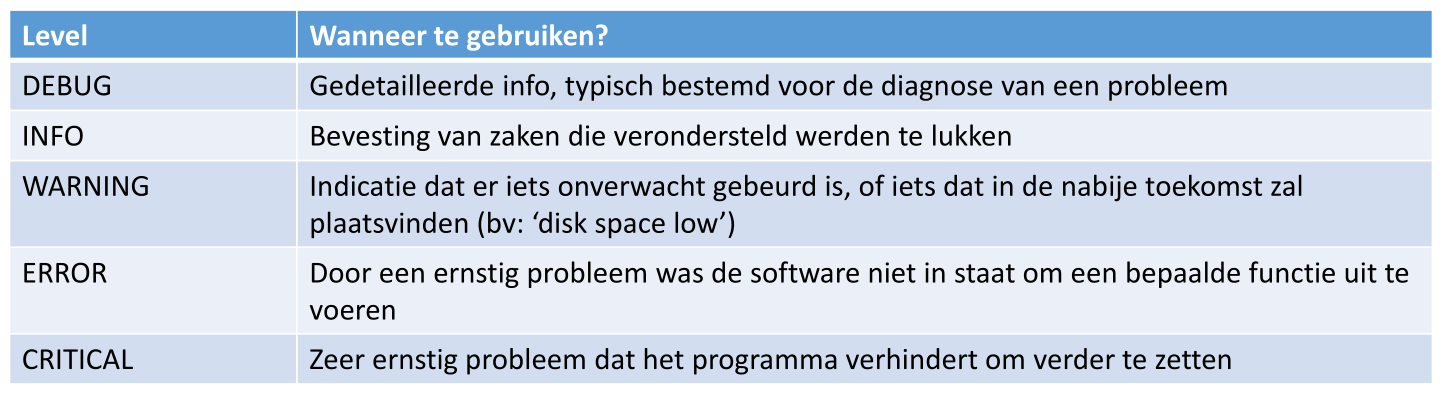 Level
Wanneer te gebruiken?
DEBUG
Gedetailleerde info, typisch bestemd voor de diagnose van een probleem
INFO
Bevesting van zaken die verondersteld werden te lukken
WARNING
Indicatie dat er iets onverwacht gebeurd is, of iets dat in de nabije toekomst zal
plaatsvinden (bv: ‘disk space low’)
ERROR
Door een ernstig probleem was de software niet in staat om een bepaalde functie uit te
voeren
CRITICAL
Zeer ernstig probleem dat het programma verhindert om verder te zetten